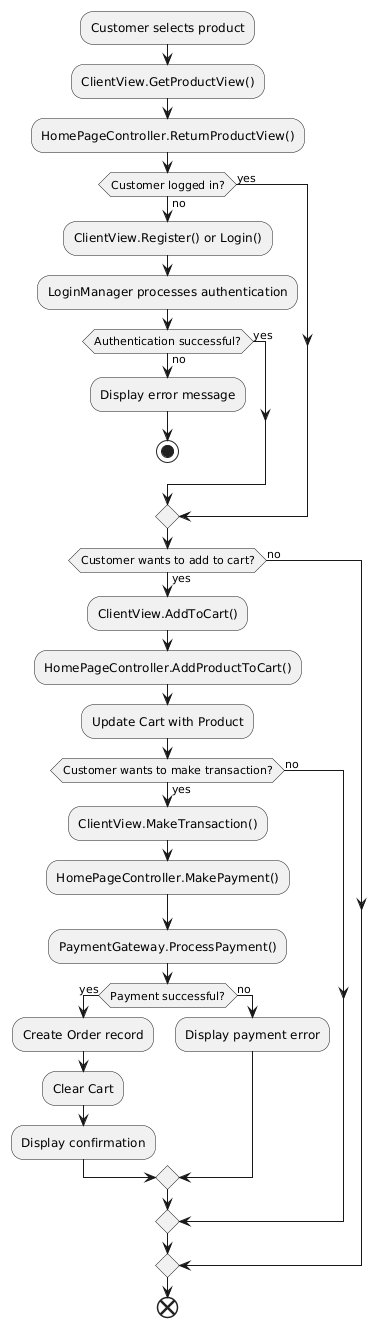 Customer selects product
ClientView.GetProductView()
HomePageController.ReturnProductView()
Customer logged in?
yes
no
ClientView.Register() or Login()
LoginManager processes authentication
Authentication successful?
yes
no
Display error message
Customer wants to add to cart?
no
yes
ClientView.AddToCart()
HomePageController.AddProductToCart()
Update Cart with Product
Customer wants to make transaction?
no
yes
ClientView.MakeTransaction()
HomePageController.MakePayment()
PaymentGateway.ProcessPayment()
yes
Payment successful?
no
Create Order record
Display payment error
Clear Cart
Display confirmation